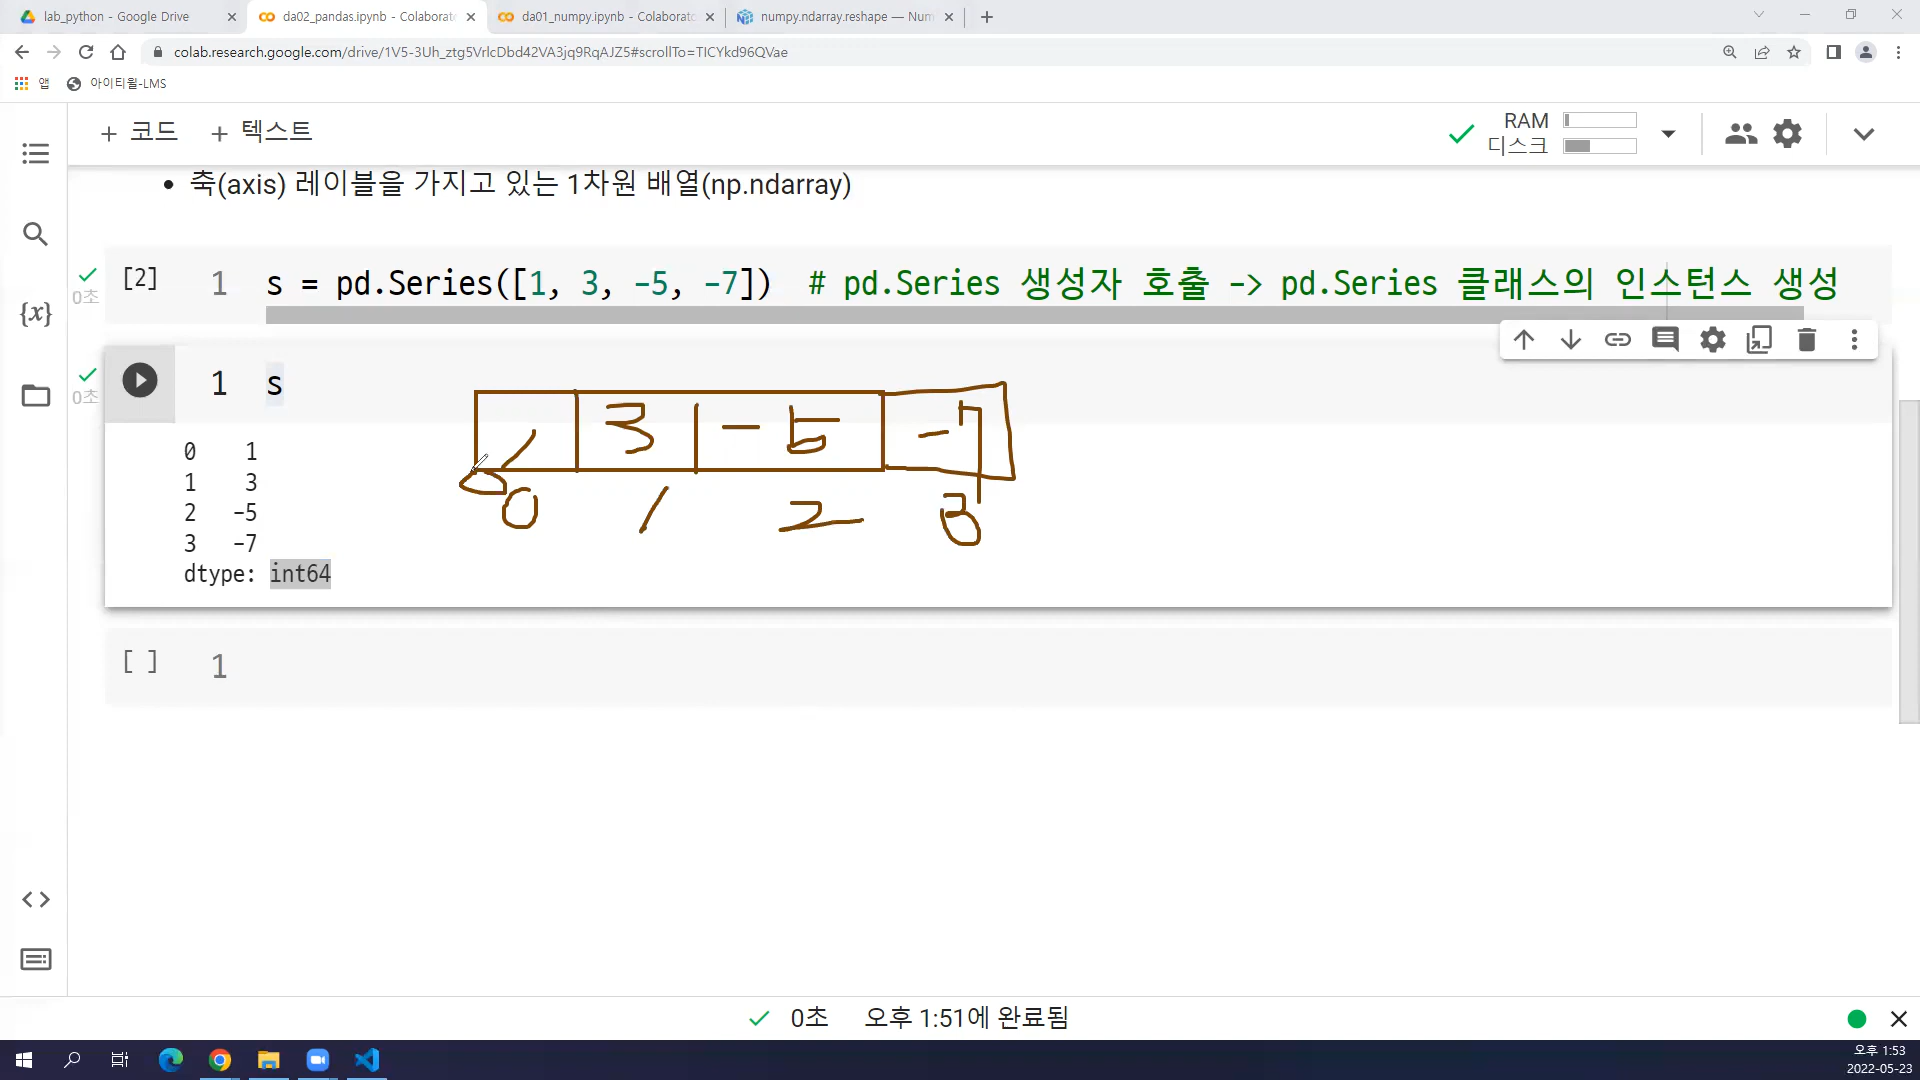 lab_python - Google Drive
da02_pandas.ipynb - Colaborato
da01_numpy.ipynb - Colaborato
numpy.ndarray.reshape — Num
colab.research.google.com/drive/1V5-3Uh_ztg5VrlcDbd42VA3jq9RqAJZ5#scrollTo=TICYkd96QVae
앱 아이티윌-LMS
+ 코드 + 텍스트
RAM
디스크
• 축(axis) 레이블을 가지고 있는 1차원 배열(np.ndarray)
[2] 1 s = pd.Series([1, 3, -5, -7]) # pd.Series 생성자 호출 -> pd.Series 클래스의 인스턴스 생성
0초
{x}
1 s
0초
1 3 -5 -7
0 1 2 3
0 1
1 3
2 -5
3 -7
dtype: int64
[ ] 1
0초 오후 1:51에 완료됨
오후 1:53
2022-05-23